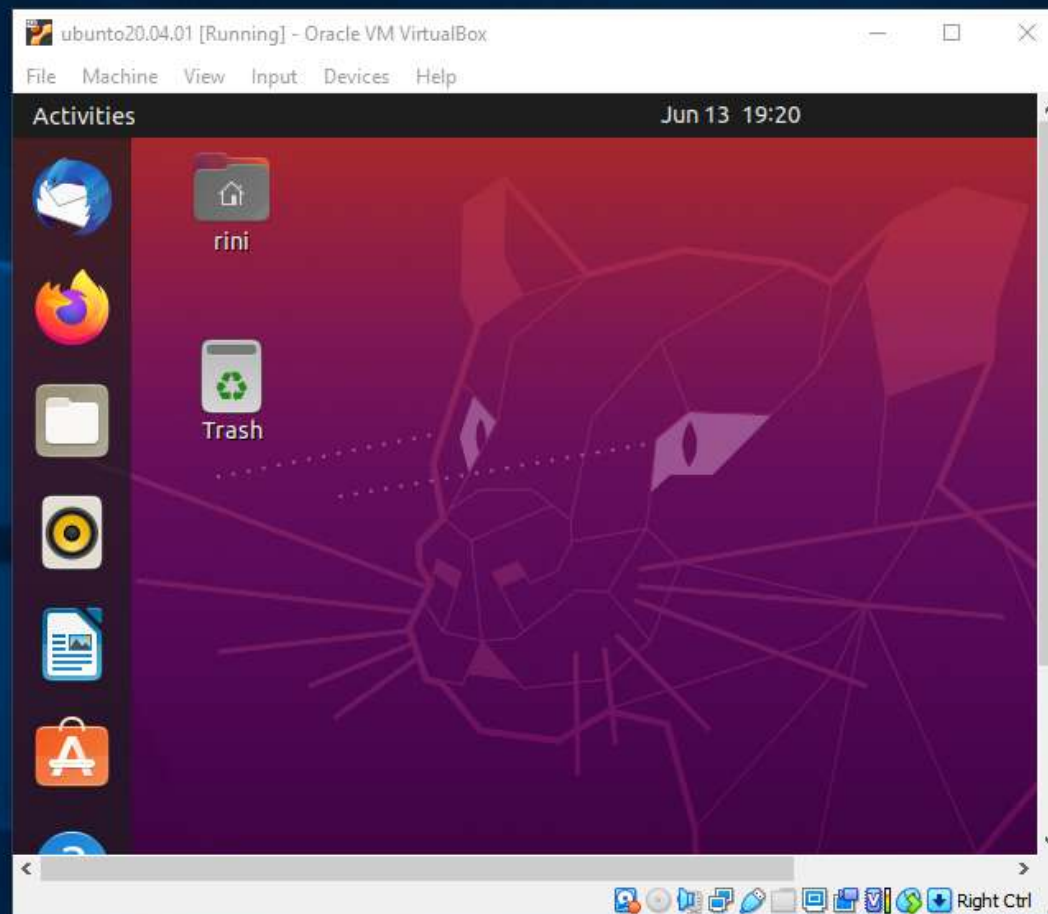 ubunto20.04.01 [Running] - Oracle VM VirtualBox
File Machine View Input Devices Help
Activities Jun 13 19:20
rini
Trash
Right Ctrl